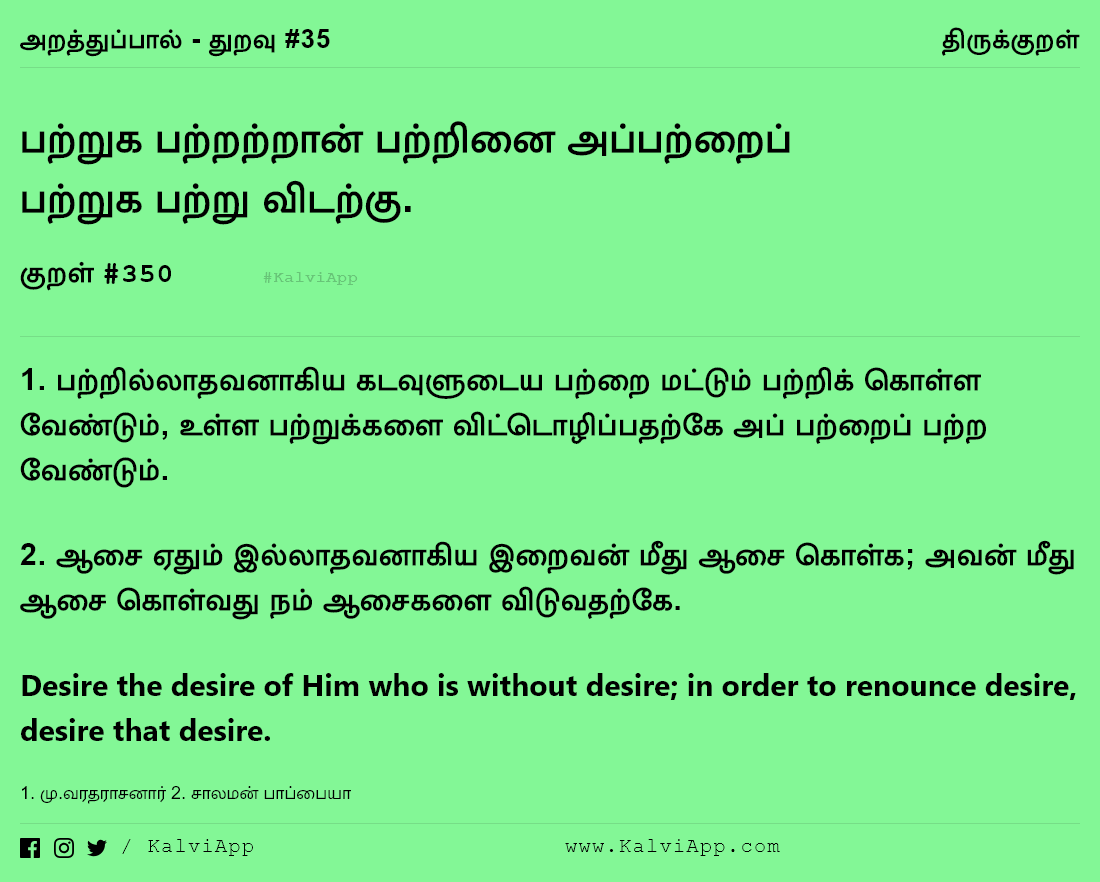 அறத்துப்பால் - துறவு #35
திருக்குறள்
பற்றுக பற்றற்றான் பற்றினை அப்பற்றைப்
பற்றுக பற்று விடற்கு.
குறள் #350
#KalviApp
1. பற்றில்லாதவனாகிய கடவுளுடைய பற்றை மட்டும் பற்றிக் கொள்ள
வேண்டும், உள்ள பற்றுக்களை விட்டொழிப்பதற்கே அப் பற்றைப் பற்ற
வேண்டும்.
2. ஆசை ஏதும் இல்லாதவனாகிய இறைவன் மீது ஆசை கொள்க; அவன் மீது
ஆசை கொள்வது நம் ஆசைகளை விடுவதற்கே.
Desire the desire of Him who is without desire; in order to renounce desire,
desire that desire.
1. மு.வரதராசனார் 2. சாலமன் பாப்பையா
/ KalviApp
www.KalviApp.com